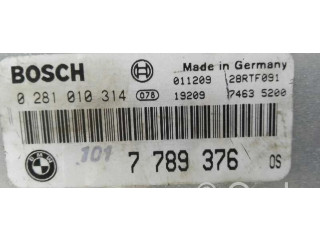 BOSCH Made in Germany
011209 28RTF091
0 281 010 314 078 19209 7463 5200
BMW 101 7 789 376 OS